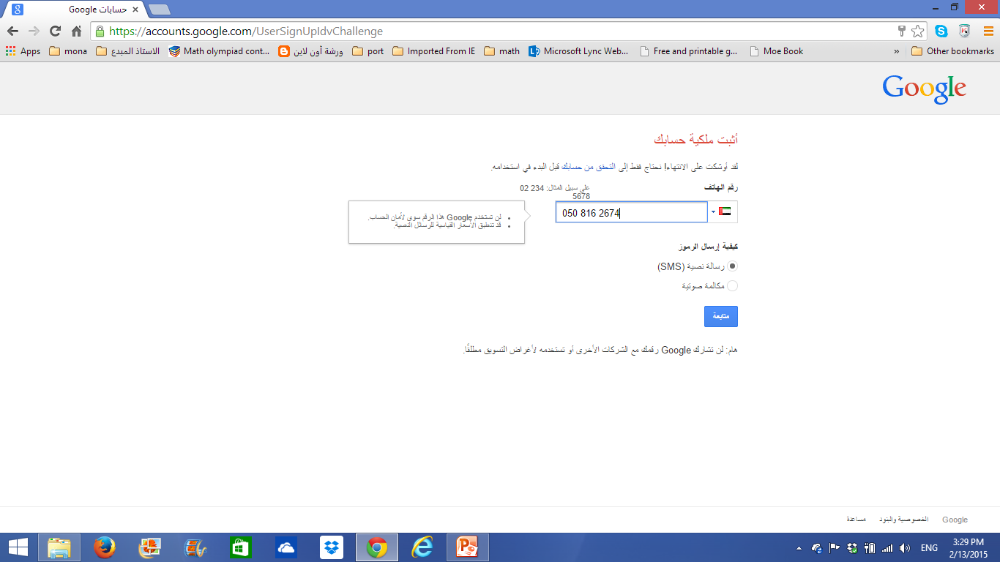 حسابات Google
https://accounts.google.com/UserSignUpIdvChallenge
Apps
mona
الاستاذ المبدع
Math olympiad cont...
ورشة أون لاين
port
Imported From IE
math
Microsoft Lync Web...
Free and printable g...
Moe Book
»
Other bookmarks
Google
أثبت ملكية حسابك
لقد أوشكت على الانتهاء! نحتاج فقط إلى التحقق من حسابك قبل البدء في استخدامه.
رقم الهاتف
على سبيل المثال: 234 02
5678
050 816 2674
لن تستخدم Google هذا الرقم سوى لأمان الحساب.
قد تنطبق الأسعار القياسية للرسائل النصية.
كيفية إرسال الرموز
رسالة نصية (SMS)
مكالمة صوتية
متابعة
هام: لن تشارك Google رقمك مع الشركات الأخرى أو تستخدمه لأغراض التسويق مطلقًا.
Google
الخصوصية والبنود
مساعدة
ENG
3:29 PM
2/13/2015